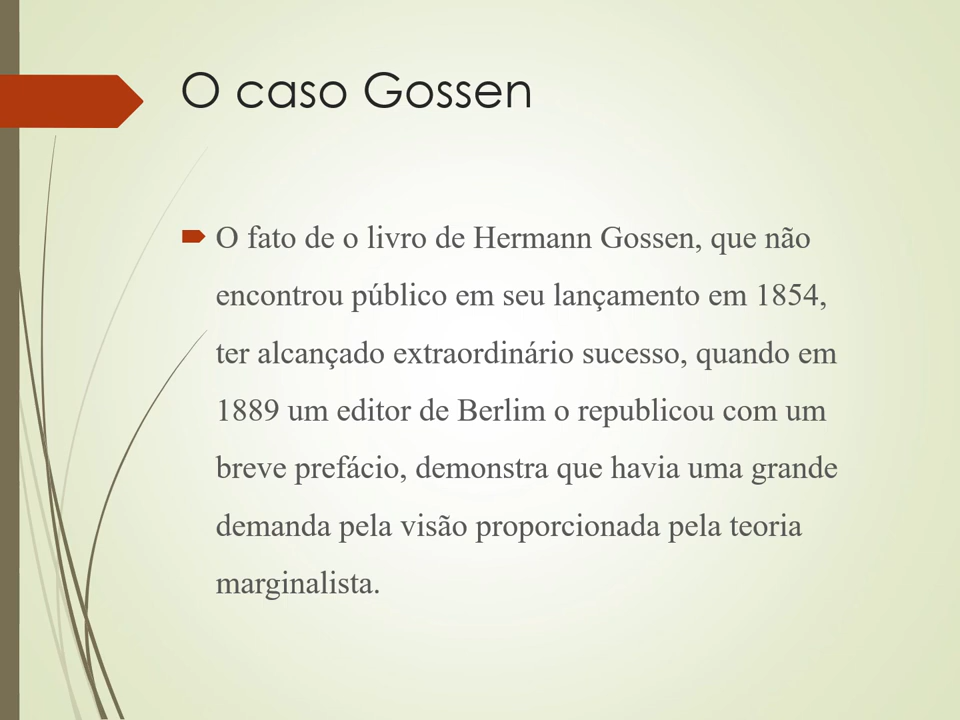 O caso Gossen
O fato de o livro de Hermann Gossen, que não
encontrou público em seu lançamento em 1854,
ter alcançado extraordinário sucesso, quando em
1889 um editor de Berlim o republicou com um
breve prefácio, demonstra que havia uma grande
demanda pela visão proporcionada pela teoria
marginalista.